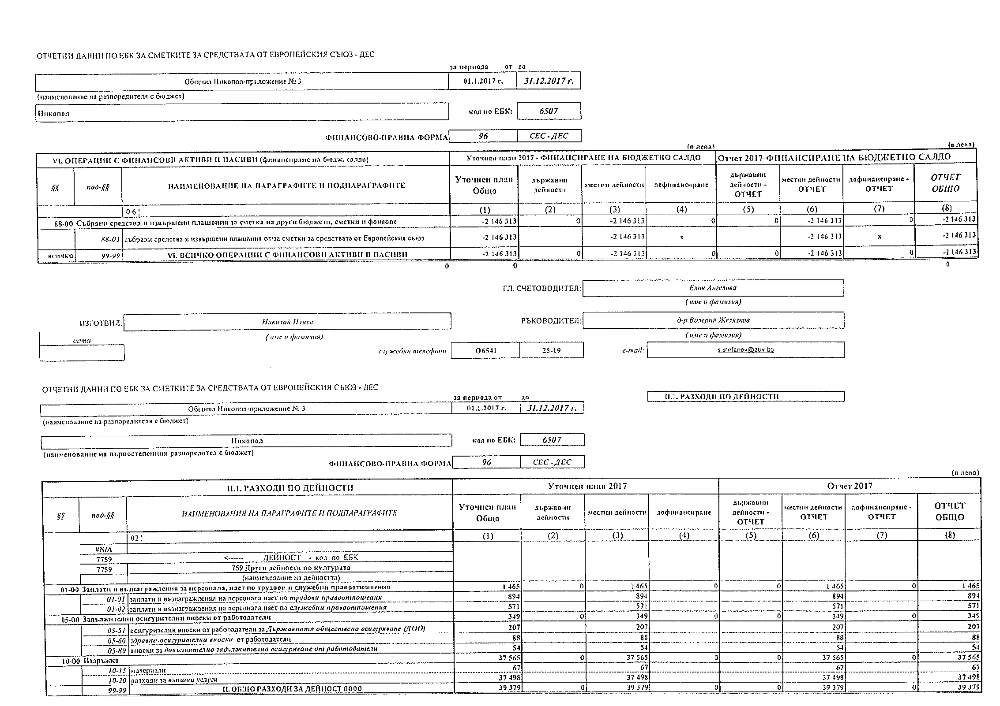 ОТЧЕТНИ ДАННИ ПО ЕБК ЗА СМЕТКИТЕ ЗА СРЕДСТВАТА ОТ ЕВРОПЕЙСКИЯ СЪЮЗ - ДЕС
за периода от до
Община Никопол-приложение № 3 01.1.2017 г. 31.12.2017 г.
(наименование на разпоредителя с бюджет)
Никопол код по ЕБК: 6507
ФИНАНСОВО-ПРАВНА ФОРМА 96 СЕС - ДЕС
(в лева) (в лева)
VI. ОПЕРАЦИИ С ФИНАНСОВИ АКТИВИ И ПАСИВИ (финансиране на бюдж. салдо) Уточнен план 2017 - ФИНАНСИРАНЕ НА БЮДЖЕТНО САЛДО Отчет 2017-ФИНАНСИРАНЕ НА БЮДЖЕТНО САЛДО
§§ под-§§ НАИМЕНОВАНИЕ НА ПАРАГРАФИТЕ И ПОДПАРАГРАФИТЕ Уточнен план Общо държавни дейности местни дейности дофинансиране държавни дейности - ОТЧЕТ местни дейности ОТЧЕТ дофинансиране - ОТЧЕТ ОТЧЕТ ОБЩО
0 6 ¦ (1) (2) (3) (4) (5) (6) (7) (8)
88-00 Събрани средства и извършени плащания за сметка на други бюджети, сметки и фондове -2 146 313 0 -2 146 313 0 0 -2 146 313 0 -2 146 313
88-03 събрани средства и извършени плащания от/за сметки за средствата от Европейския съюз -2 146 313 -2 146 313 x -2 146 313 x -2 146 313
всичко 99-99 VI. ВСИЧКО ОПЕРАЦИИ С ФИНАНСОВИ АКТИВИ И ПАСИВИ -2 146 313 0 -2 146 313 0 0 -2 146 313 0 -2 146 313
0 0 0
ГЛ. СЧЕТОВОДИТЕЛ: Елин Ангелова
( име и фамилия)
ИЗГОТВИЛ: Николай Илиев РЪКОВОДИТЕЛ: д-р Валерий Желязков
дата ( име и фамилия) ( име и фамилия)
служебни телефони О6541 25-19 e-mail: s.stefanov@abv.bg
ОТЧЕТНИ ДАННИ ПО ЕБК ЗА СМЕТКИТЕ ЗА СРЕДСТВАТА ОТ ЕВРОПЕЙСКИЯ СЪЮЗ - ДЕС
за периода от до II.1. РАЗХОДИ ПО ДЕЙНОСТИ
Община Никопол-приложение № 3 01.1.2017 г. 31.12.2017 г.
(наименование на разпоредителя с бюджет)
Никопол код по ЕБК: 6507
(наименование на първостепенния разпоредител с бюджет)
ФИНАНСОВО-ПРАВНА ФОРМА 96 СЕС - ДЕС
(в лева)
II.1. РАЗХОДИ ПО ДЕЙНОСТИ Уточнен план 2017 Отчет 2017
§§ под-§§ НАИМЕНОВАНИЯ НА ПАРАГРАФИТЕ И ПОДПАРАГРАФИТЕ Уточнен план Общо държавни дейности местни дейности дофинансиране държавни дейности - ОТЧЕТ местни дейности ОТЧЕТ дофинансиране - ОТЧЕТ ОТЧЕТ ОБЩО
02 ¦ (1) (2) (3) (4) (5) (6) (7) (8)
#N/A
7759 <------ ДЕЙНОСТ - код по ЕБК
7759 759 Други дейности по културата
(наименование на дейността)
01-00 Заплати и възнаграждения за персонала, нает по трудови и служебни правоотношения 1 465 0 1 465 0 0 1 465 0 1 465
01-01 заплати и възнаграждения на персонала нает по трудови правоотношения 894 894 894 894
01-02 заплати и възнаграждения на персонала нает по служебни правоотношения 571 571 571 571
05-00 Задължителни осигурителни вноски от работодатели 349 0 349 0 0 349 0 349
05-51 осигурителни вноски от работодатели за Държавното обществено осигуряване (ДОО) 207 207 207 207
05-60 здравно-осигурителни вноски от работодатели 88 88 88 88
05-80 вноски за допълнително задължително осигуряване от работодатели 54 54 54 54
10-00 Издръжка 37 565 0 37 565 0 0 37 565 0 37 565
10-15 материали 67 67 67 67
10-20 разходи за външни услуги 37 498 37 498 37 498 37 498
99-99 II. ОБЩО РАЗХОДИ ЗА ДЕЙНОСТ 0000 39 379 0 39 379 0 0 39 379 0 39 379